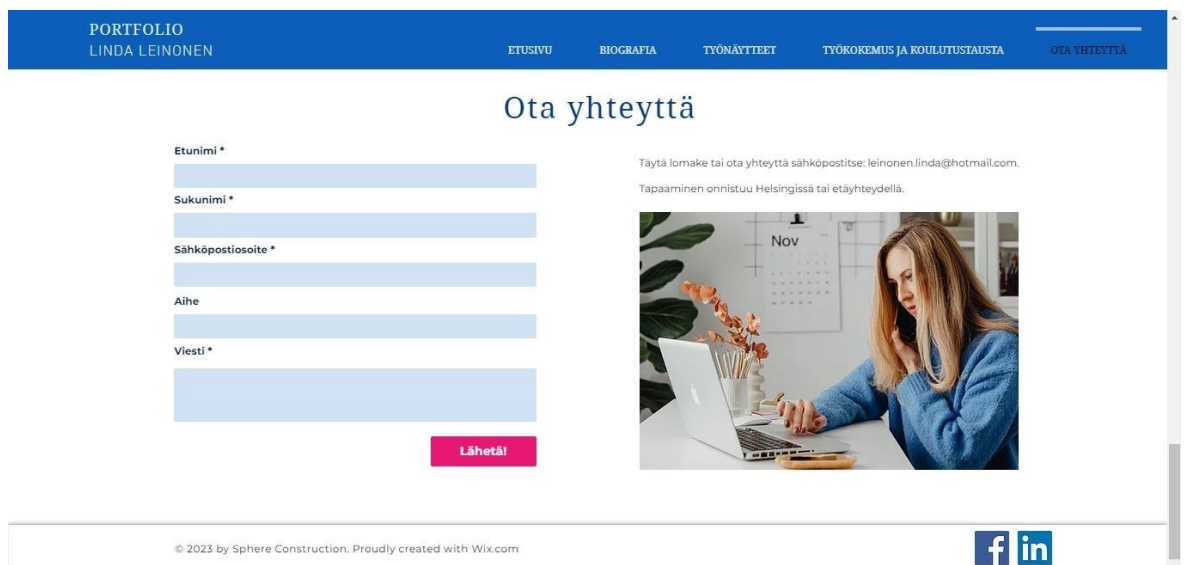 PORTFOLIO
LINDA LEINONEN
ETUSIVU BIOGRAFIA TYÖNÄYTTEET TYÖKOKEMUS JA KOULUTUSTAUSTA OTA YHTEYTTÄ
Ota yhteyttä
Etunimi *
Sukunimi *
Sähköpostiosoite *
Aihe
Viesti *
Lähetä!
Täytä lomake tai ota yhteyttä sähköpostitse: leinonen.linda@hotmail.com.
Tapaaminen onnistuu Helsingissä tai etäyhteydellä.
Nov
© 2023 by Sphere Construction. Proudly created with Wix.com
f in